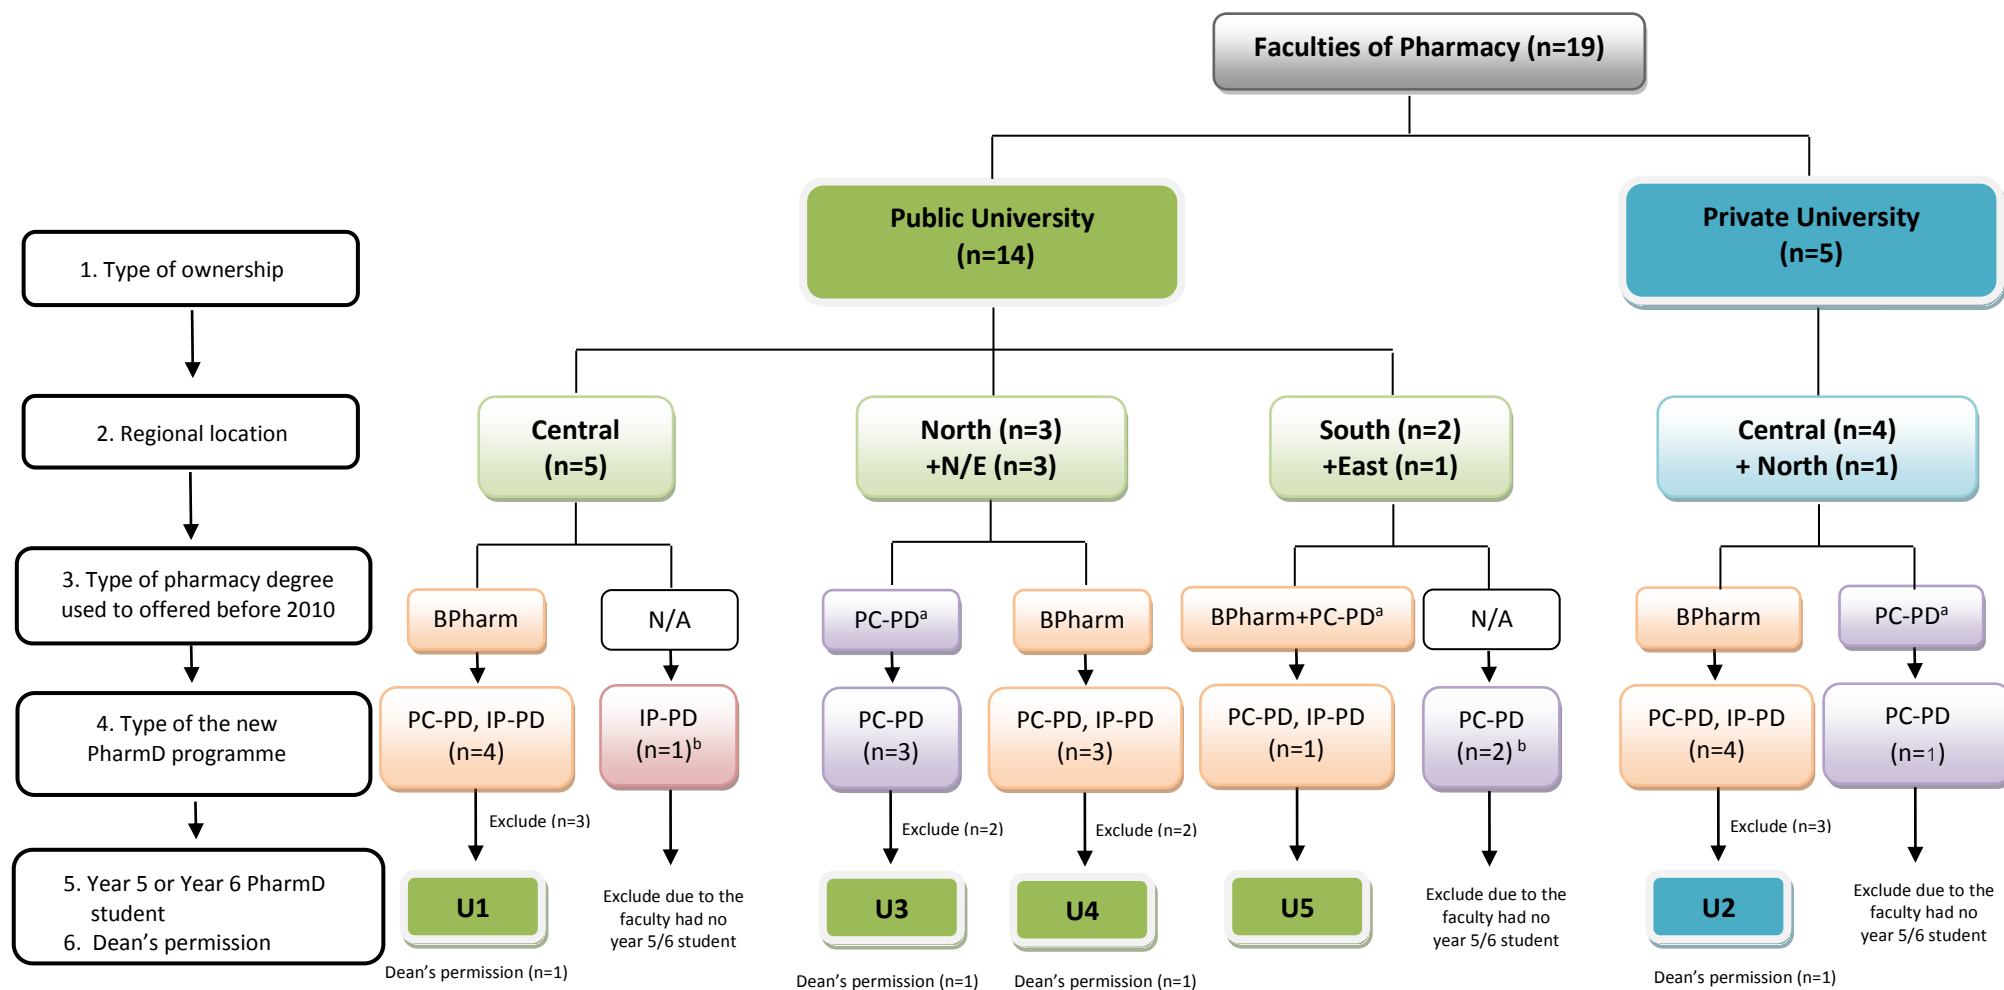 Faculties of Pharmacy (n=19)
Public University
(n=14)
Private University
(n=5)
1. Type of ownership
2. Regional location
Central
(n=5)
North (n=3)
+N/E (n=3)
South (n=2)
+East (n=1)
Central (n=4)
+ North (n=1)
3. Type of pharmacy degree
used to offered before 2010
BPharm
N/A
PC-PDᵃ
BPharm
BPharm+PC-PDᵃ
N/A
BPharm
PC-PDᵃ
4. Type of the new
PharmD programme
PC-PD, IP-PD
(n=4)
IP-PD
(n=1)ᵇ
PC-PD
(n=3)
PC-PD, IP-PD
(n=3)
PC-PD, IP-PD
(n=1)
PC-PD
(n=2) ᵇ
PC-PD, IP-PD
(n=4)
PC-PD
(n=1)
Exclude (n=3)
Exclude (n=2)
Exclude (n=2)
Exclude (n=3)
5. Year 5 or Year 6 PharmD
student
6. Dean’s permission
U1
Exclude due to the
faculty had no
year 5/6 student
U3
U4
U5
Exclude due to the
faculty had no
year 5/6 student
U2
Exclude due to the
faculty had no
year 5/6 student
Dean’s permission (n=1)
Dean’s permission (n=1)
Dean’s permission (n=1)
Dean’s permission (n=1)